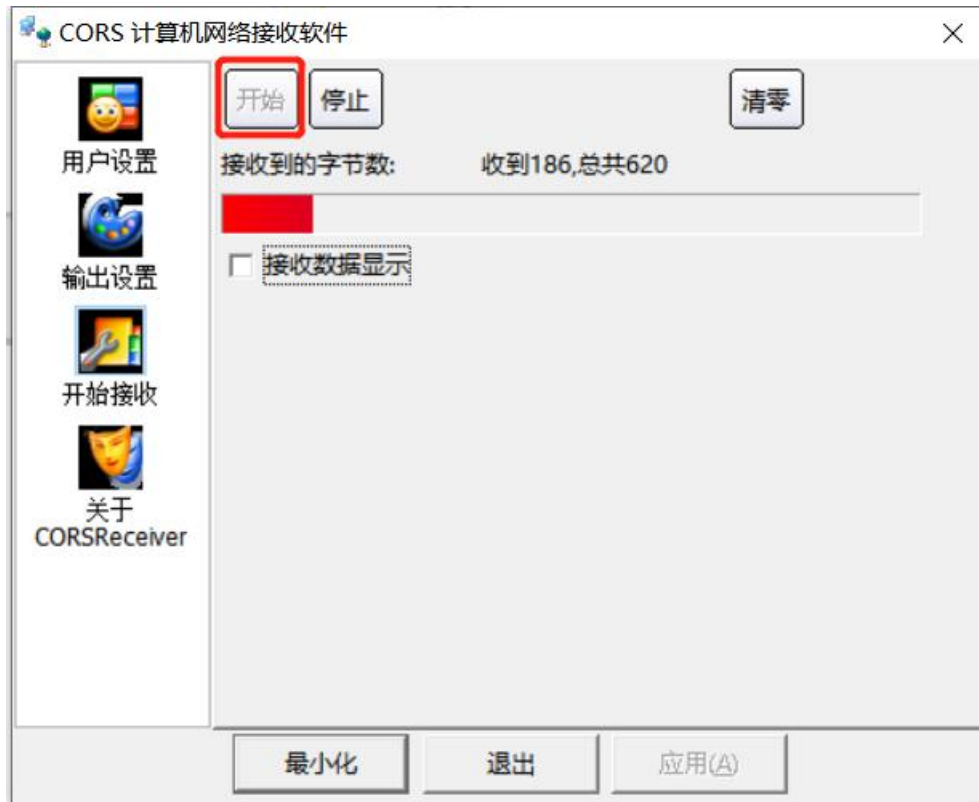 CORS 计算机网络接收软件
用户设置
输出设置
开始接收
关于
CORSReceiver
开始 停止 清零
接收到的字节数: 收到186,总共620
接收数据显示
最小化 退出 应用(A)